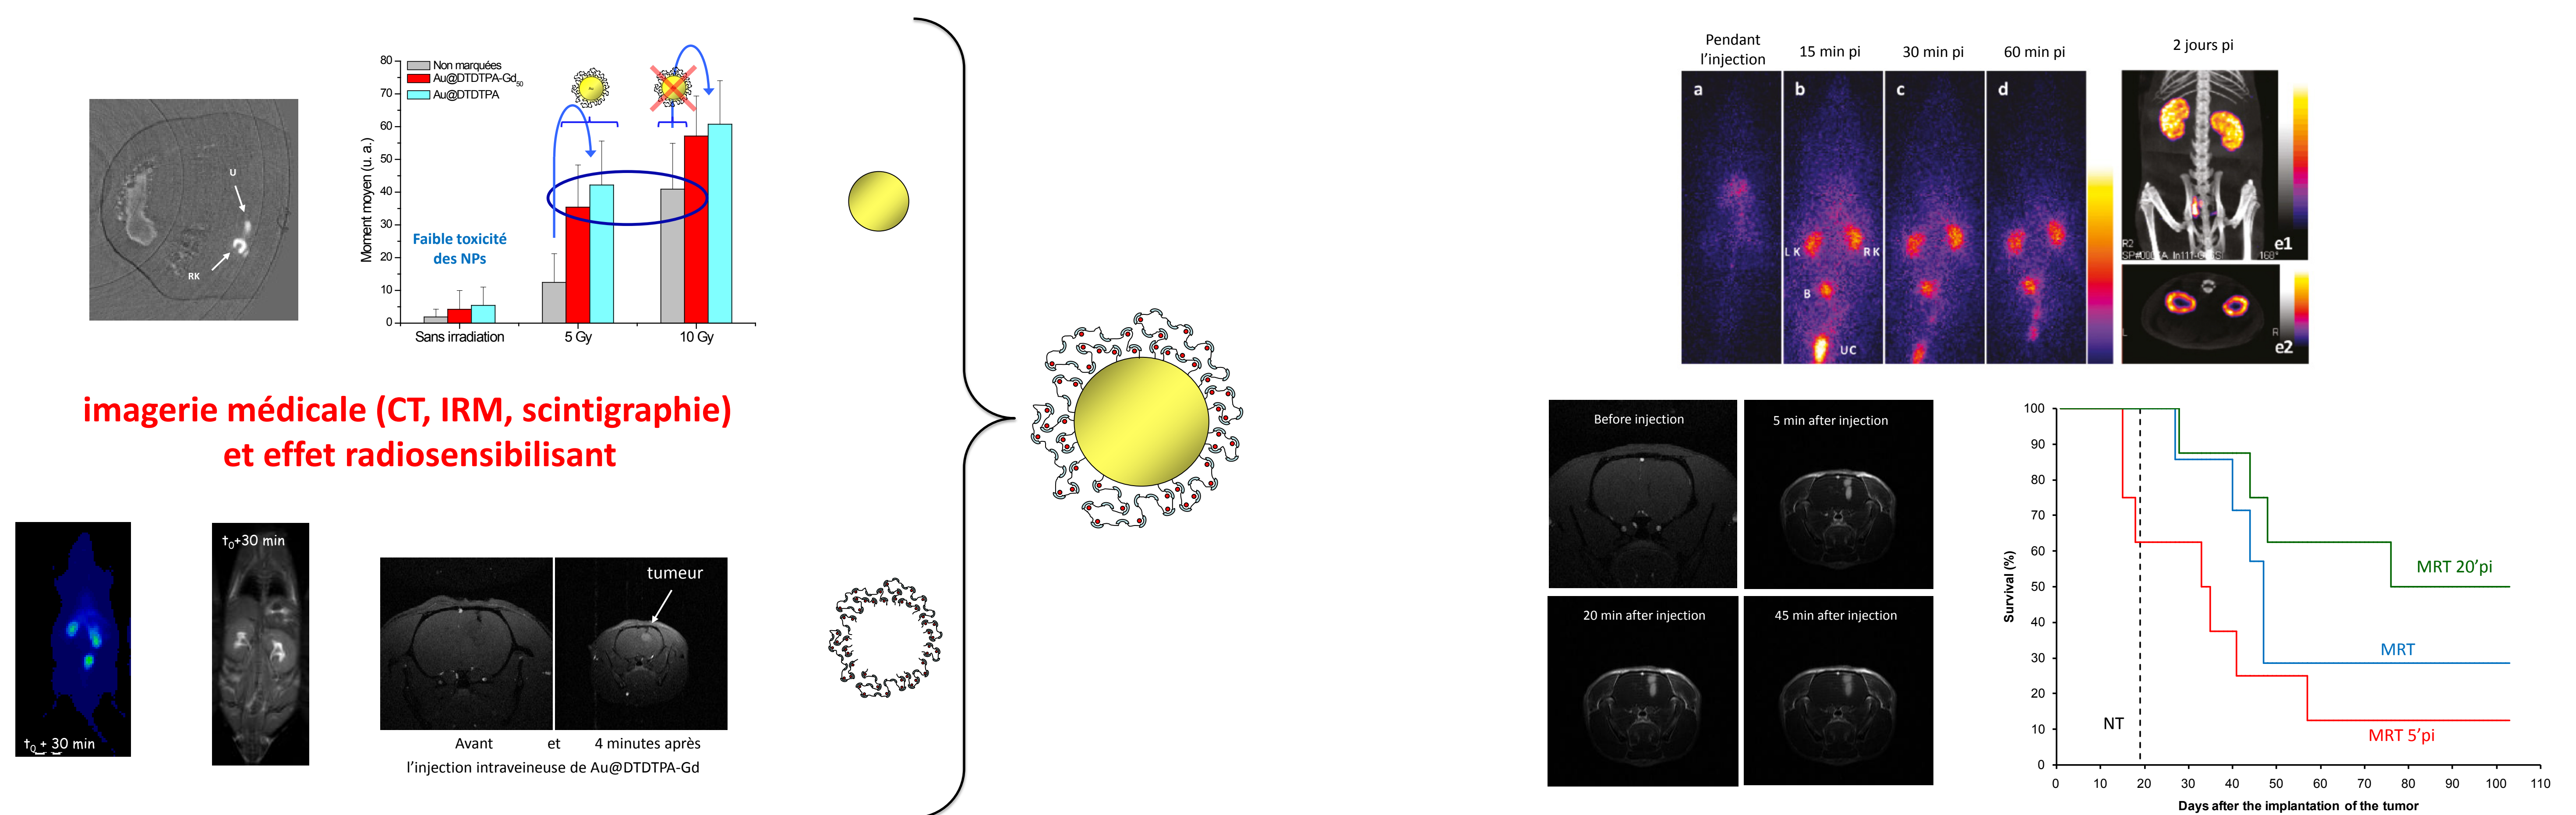 U
RK
80
70
60
50
40
30
20
10
0
Moment moyen (u. a.)
Non marquées
Au@DTDTPA-Gd50
Au@DTDTPA
Au
Faible toxicité
des NPs
Sans irradiation
5 Gy
10 Gy
imagerie médicale (CT, IRM, scintigraphie)
et effet radiosensibilisant
t0 + 30 min
t0+30 min
tumeur
Avant et 4 minutes après
l'injection intraveineuse de Au@DTDTPA-Gd
Pendant
l'injection
15 min pi
30 min pi
60 min pi
2 jours pi
a
b
c
d
L K
R K
B
U C
R2
168°
e1
L
R
e2
Before injection
5 min after injection
20 min after injection
45 min after injection
100
90
80
70
60
50
40
30
20
10
0
Survival (%)
MRT 20'pi
MRT
MRT 5'pi
NT
0 10 20 30 40 50 60 70 80 90 100 110
Days after the implantation of the tumor